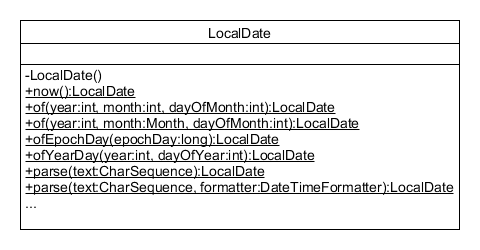 LocalDate
-LocalDate()
+now():LocalDate
+of(year:int, month:int, dayOfMonth:int):LocalDate
+of(year:int, month:Month, dayOfMonth:int):LocalDate
+ofEpochDay(epochDay:long):LocalDate
+ofYearDay(year:int, dayOfYear:int):LocalDate
+parse(text:CharSequence):LocalDate
+parse(text:CharSequence, formatter:DateTimeFormatter):LocalDate
...